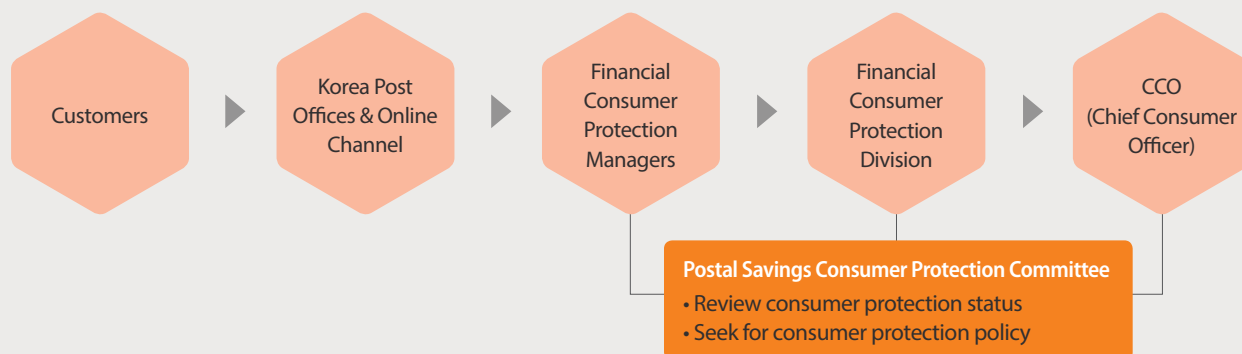 Customers
Korea Post
Offices & Online
Channel
Financial
Consumer
Protection
Managers
Financial
Consumer
Protection
Division
CCO
(Chief Consumer
Officer)
Postal Savings Consumer Protection Committee
• Review consumer protection status
• Seek for consumer protection policy